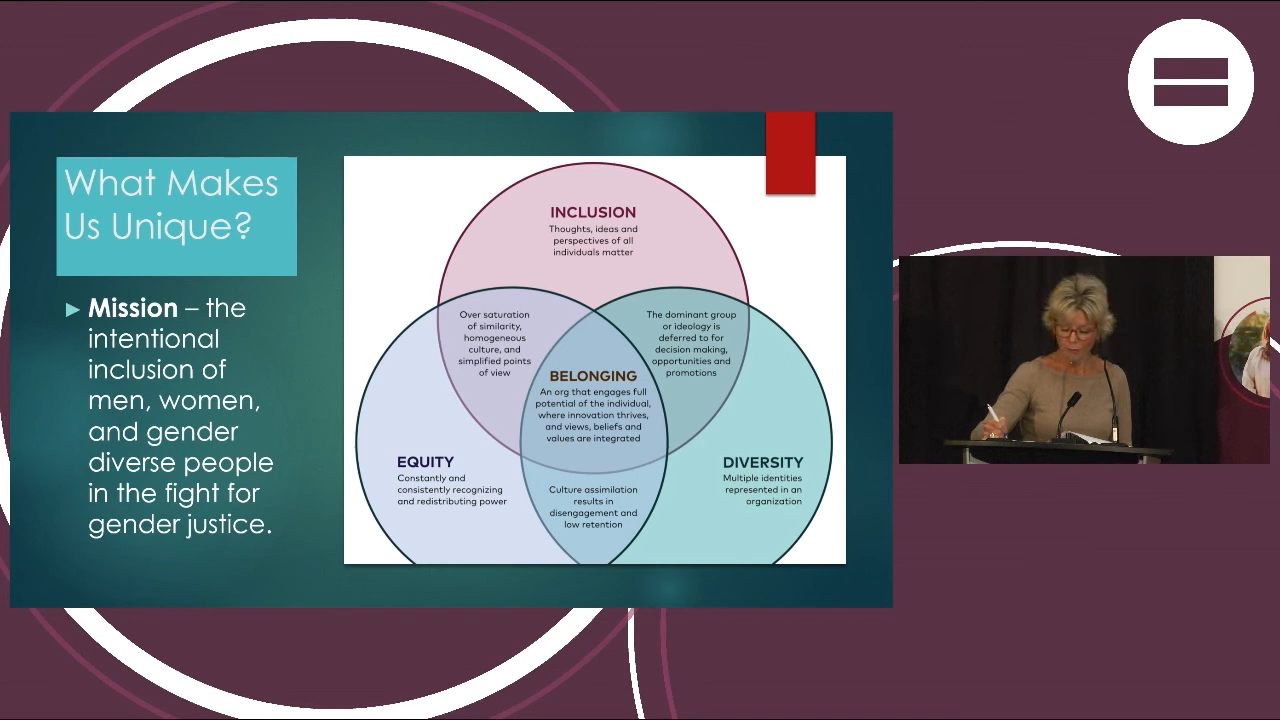 What Makes
Us Unique?
Mission – the
intentional
inclusion of
men, women,
and gender
diverse people
in the fight for
gender justice.
INCLUSION
Thoughts, ideas and
perspectives of all
individuals matter
Over saturation
of similarity,
homogeneous
culture, and
simplified points
of view
The dominant group
or ideology is
deferred to for
decision making,
opportunities and
promotions
BELONGING
An org that engages full
potential of the individual,
where innovation thrives,
and views, beliefs and
values are integrated
EQUITY
Constantly and
consistently recognizing
and redistributing power
DIVERSITY
Multiple identities
represented in an
organization
Culture assimilation
results in
disengagement and
low retention